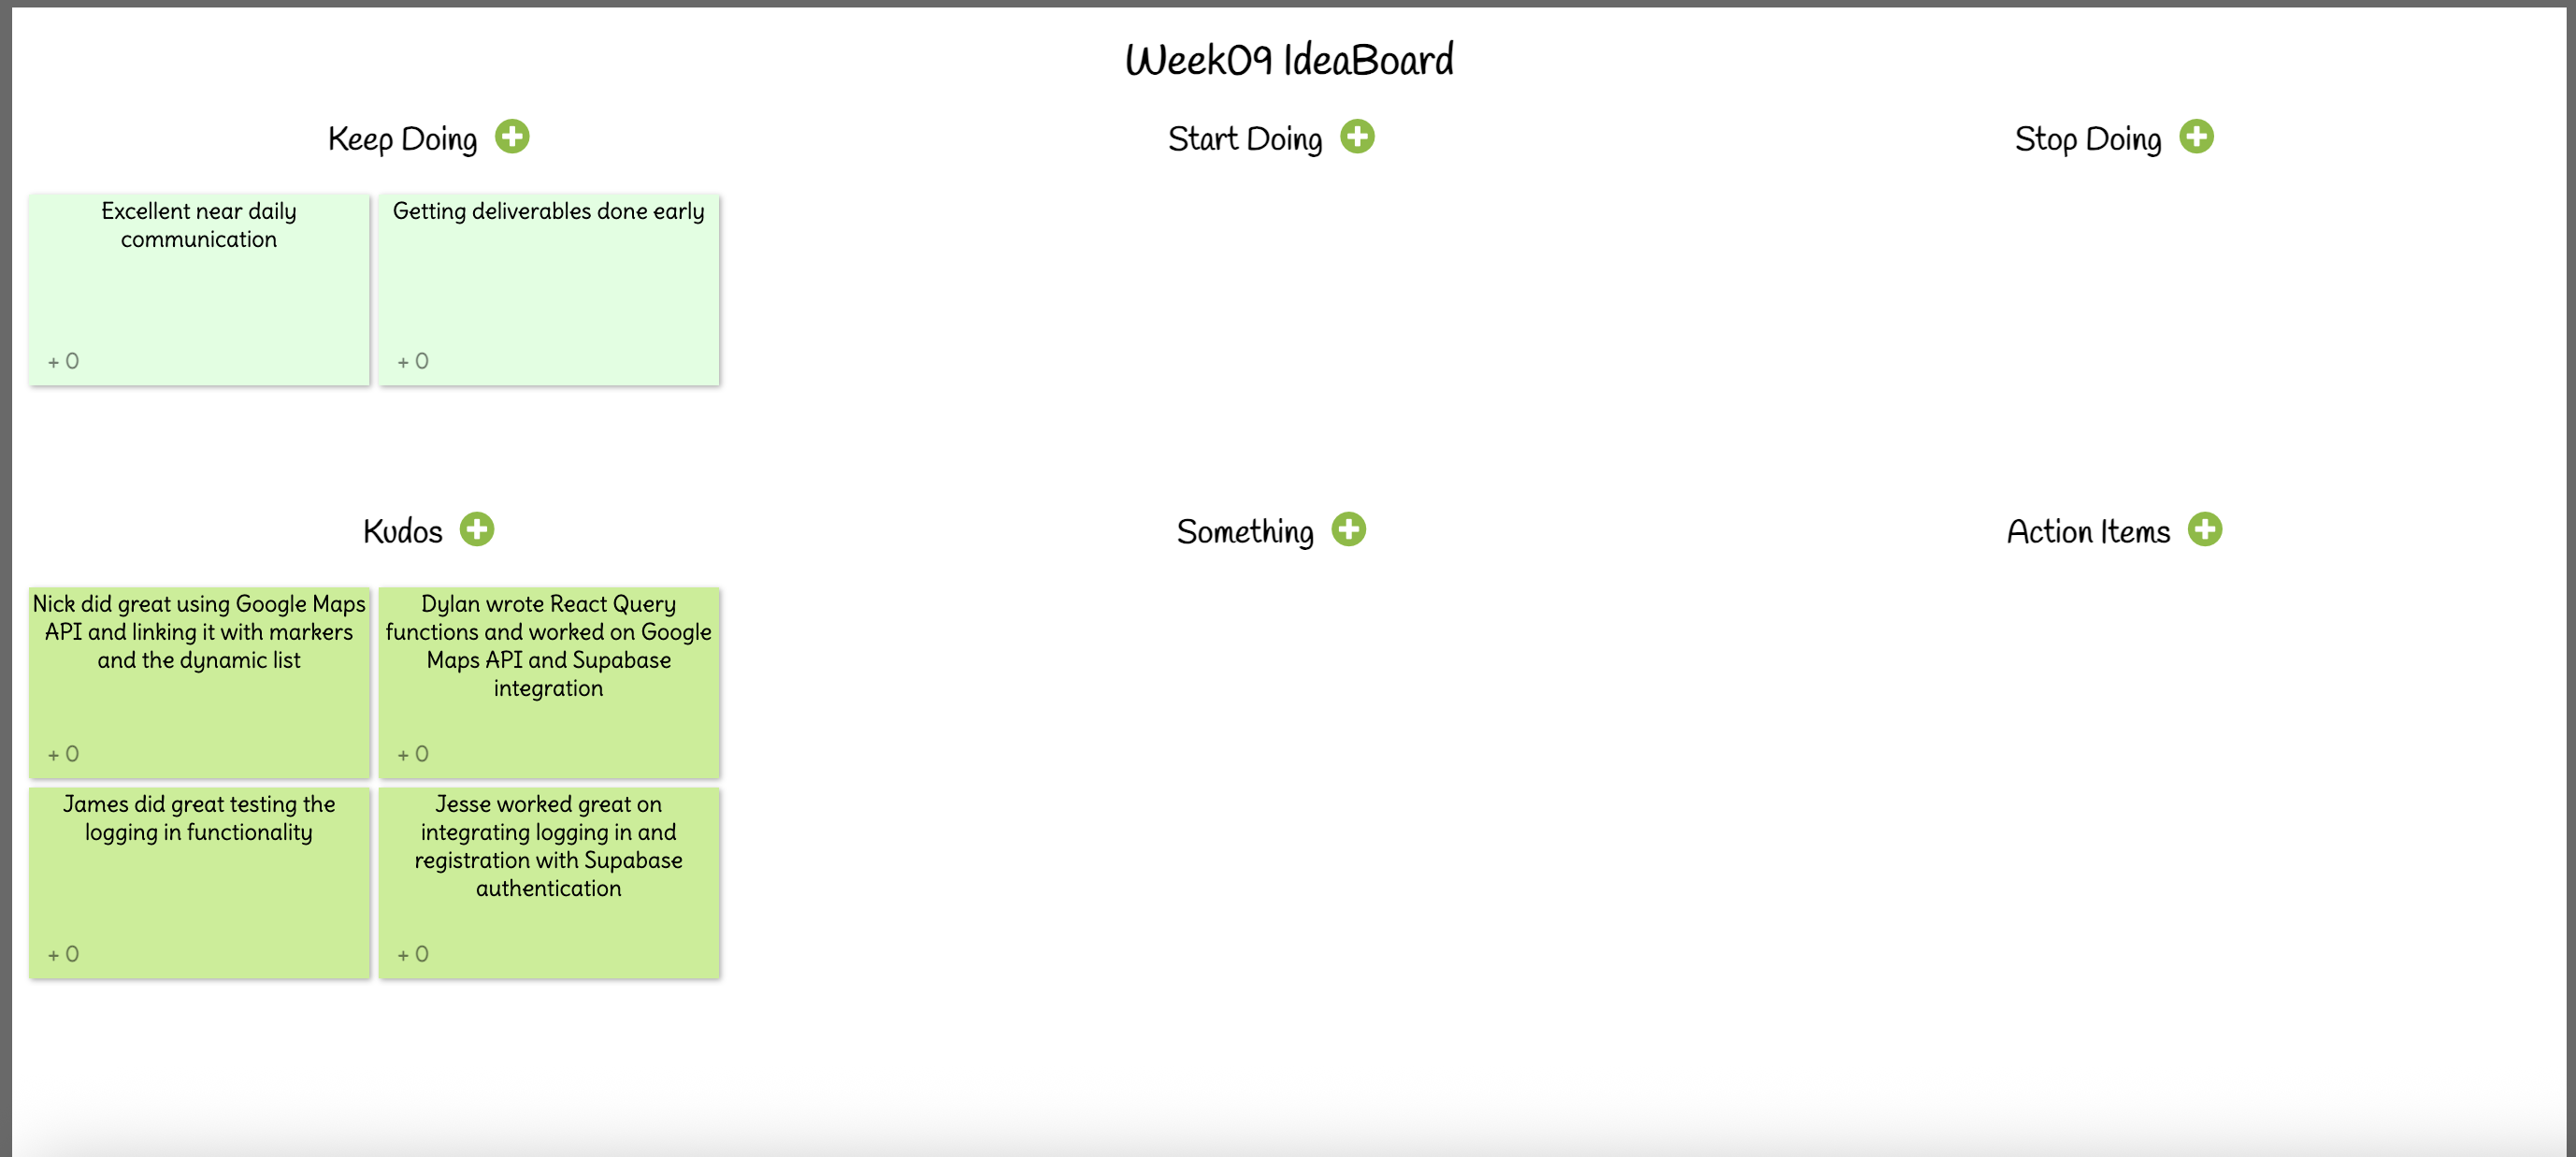 Week09 IdeaBoard
Keep Doing
Start Doing
Stop Doing
Excellent near daily
communication
+ 0
Getting deliverables done early
+ 0
Kudos
Something
Action Items
Nick did great using Google Maps
API and linking it with markers
and the dynamic list
+ 0
Dylan wrote React Query
functions and worked on Google
Maps API and Supabase
integration
+ 0
James did great testing the
logging in functionality
+ 0
Jesse worked great on
integrating logging in and
registration with Supabase
authentication
+ 0